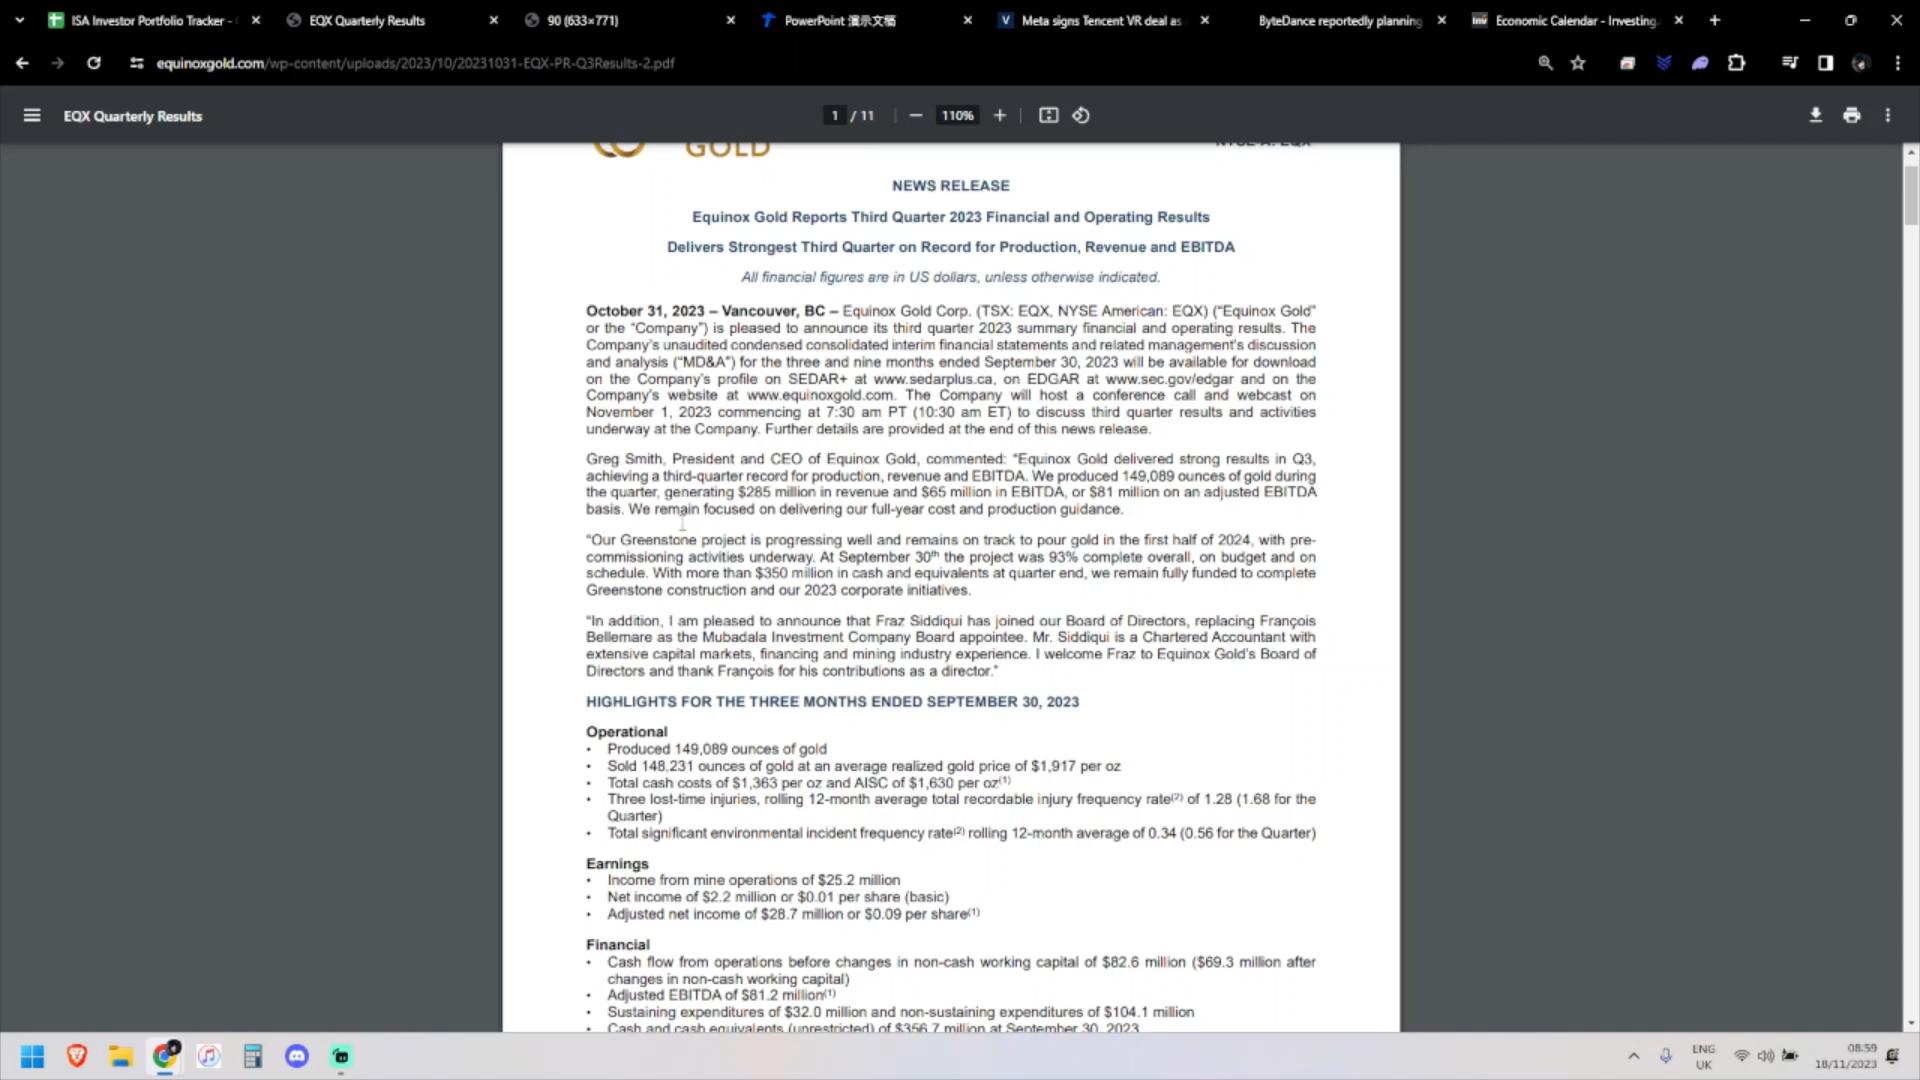 ISA Investor Portfolio Tracker -
EQX Quarterly Results
90 (633×771)
PowerPoint 演示文稿
Meta signs Tencent VR deal as
ByteDance reportedly planning
Economic Calendar - Investing.
equinoxgold.com/wp-content/uploads/2023/10/20231031-EQX-PR-Q3Results-2.pdf
EQX Quarterly Results
1 / 11
110%
GOLD
NYSE-A: EQX
NEWS RELEASE
Equinox Gold Reports Third Quarter 2023 Financial and Operating Results
Delivers Strongest Third Quarter on Record for Production, Revenue and EBITDA
All financial figures are in US dollars, unless otherwise indicated.
October 31, 2023 – Vancouver, BC – Equinox Gold Corp. (TSX: EQX, NYSE American: EQX) (“Equinox Gold”
or the “Company”) is pleased to announce its third quarter 2023 summary financial and operating results. The
Company’s unaudited condensed consolidated interim financial statements and related management’s discussion
and analysis (“MD&A”) for the three and nine months ended September 30, 2023 will be available for download
on the Company’s profile on SEDAR+ at www.sedarplus.ca, on EDGAR at www.sec.gov/edgar and on the
Company’s website at www.equinoxgold.com. The Company will host a conference call and webcast on
November 1, 2023 commencing at 7:30 am PT (10:30 am ET) to discuss third quarter results and activities
underway at the Company. Further details are provided at the end of this news release.
Greg Smith, President and CEO of Equinox Gold, commented: “Equinox Gold delivered strong results in Q3,
achieving a third-quarter record for production, revenue and EBITDA. We produced 149,089 ounces of gold during
the quarter, generating $285 million in revenue and $65 million in EBITDA, or $81 million on an adjusted EBITDA
basis. We remain focused on delivering our full-year cost and production guidance.
“Our Greenstone project is progressing well and remains on track to pour gold in the first half of 2024, with pre-
commissioning activities underway. At September 30th the project was 93% complete overall, on budget and on
schedule. With more than $350 million in cash and equivalents at quarter end, we remain fully funded to complete
Greenstone construction and our 2023 corporate initiatives.
“In addition, I am pleased to announce that Fraz Siddiqui has joined our Board of Directors, replacing François
Bellemare as the Mubadala Investment Company Board appointee. Mr. Siddiqui is a Chartered Accountant with
extensive capital markets, financing and mining industry experience. I welcome Fraz to Equinox Gold’s Board of
Directors and thank François for his contributions as a director.”
HIGHLIGHTS FOR THE THREE MONTHS ENDED SEPTEMBER 30, 2023
Operational
• Produced 149,089 ounces of gold
• Sold 148,231 ounces of gold at an average realized gold price of $1,917 per oz
• Total cash costs of $1,363 per oz and AISC of $1,630 per oz(1)
• Three lost-time injuries, rolling 12-month average total recordable injury frequency rate(2) of 1.28 (1.68 for the
Quarter)
• Total significant environmental incident frequency rate(2) rolling 12-month average of 0.34 (0.56 for the Quarter)
Earnings
• Income from mine operations of $25.2 million
• Net income of $2.2 million or $0.01 per share (basic)
• Adjusted net income of $28.7 million or $0.09 per share(1)
Financial
• Cash flow from operations before changes in non-cash working capital of $82.6 million ($69.3 million after
changes in non-cash working capital)
• Adjusted EBITDA of $81.2 million(1)
• Sustaining expenditures of $32.0 million and non-sustaining expenditures of $104.1 million
• Cash and cash equivalents (unrestricted) of $356.7 million at September 30, 2023
ENG
UK
08:59
18/11/2023